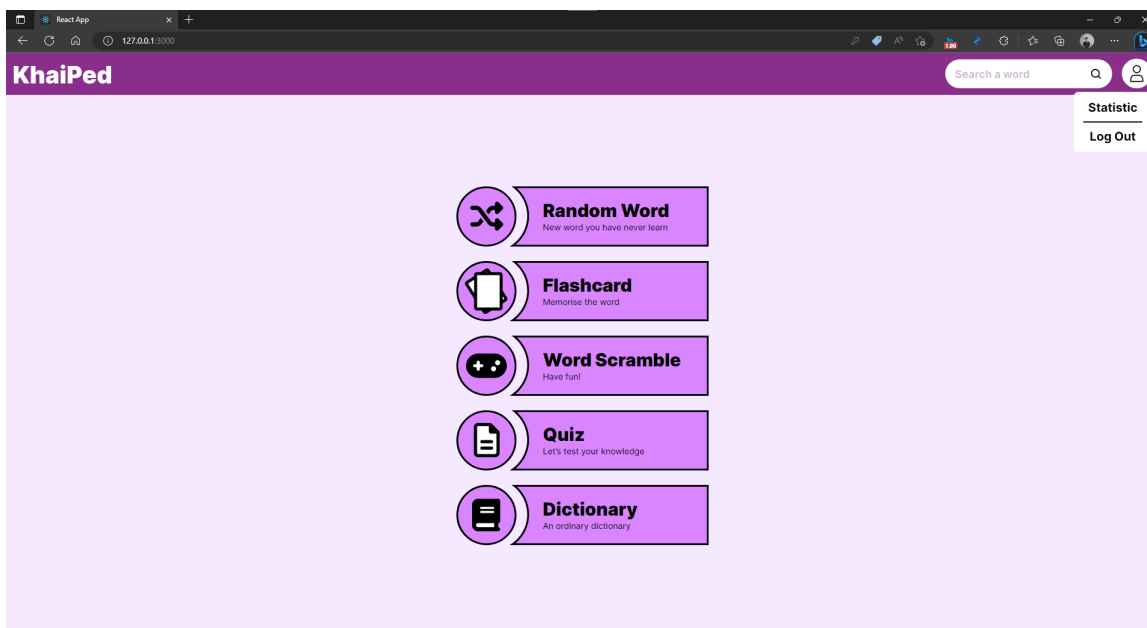 React App
127.0.0.1:3000
1.00
KhaiPed
Search a word
Statistic
Log Out
Random Word
New word you have never learn
Flashcard
Memorise the word
Word Scramble
Have fun!
Quiz
Let's test your knowledge
Dictionary
An ordinary dictionary